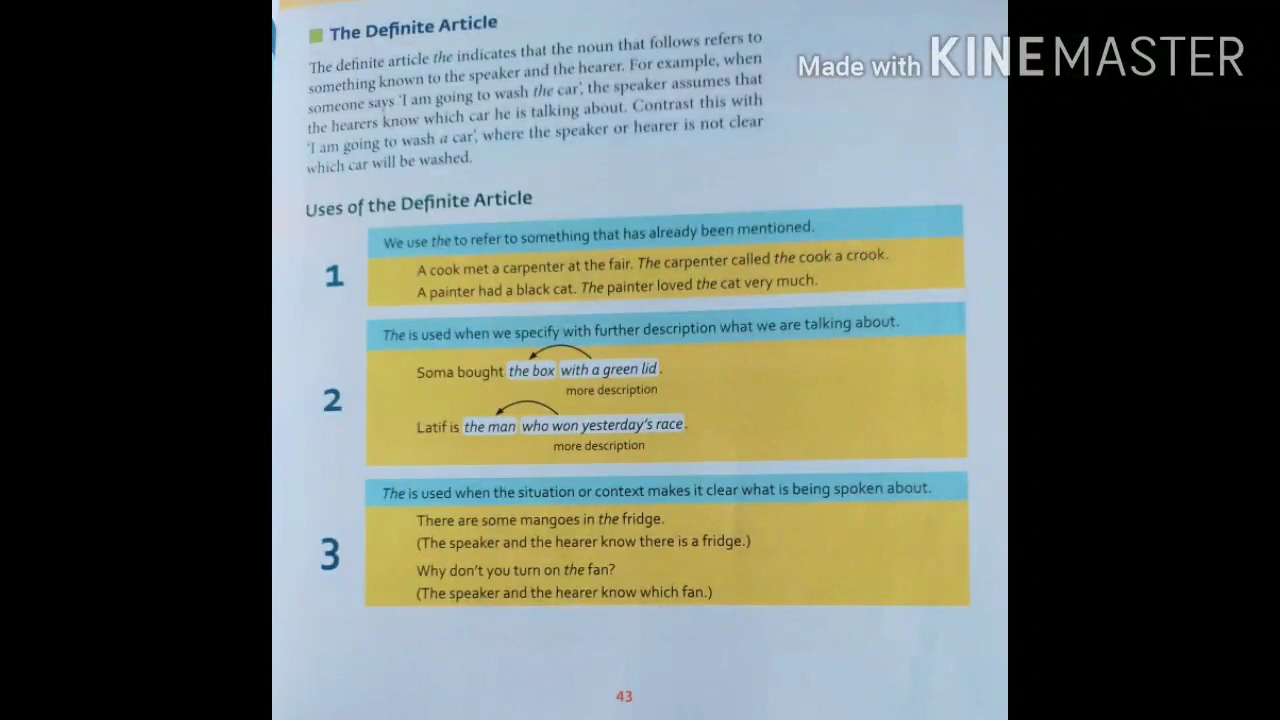 The Definite Article
Made with KINEMASTER
The definite article the indicates that the noun that follows refers to
something known to the speaker and the hearer. For example, when
someone says 'I am going to wash the car', the speaker assumes that
the hearers know which car he is talking about. Contrast this with
'I am going to wash a car', where the speaker or hearer is not clear
which car will be washed.
Uses of the Definite Article
1
We use the to refer to something that has already been mentioned.
A cook met a carpenter at the fair. The carpenter called the cook a crook.
A painter had a black cat. The painter loved the cat very much.
2
The is used when we specify with further description what we are talking about.
Soma bought the box with a green lid.
more description
Latif is the man who won yesterday's race.
more description
3
The is used when the situation or context makes it clear what is being spoken about.
There are some mangoes in the fridge.
(The speaker and the hearer know there is a fridge.)
Why don't you turn on the fan?
(The speaker and the hearer know which fan.)
43